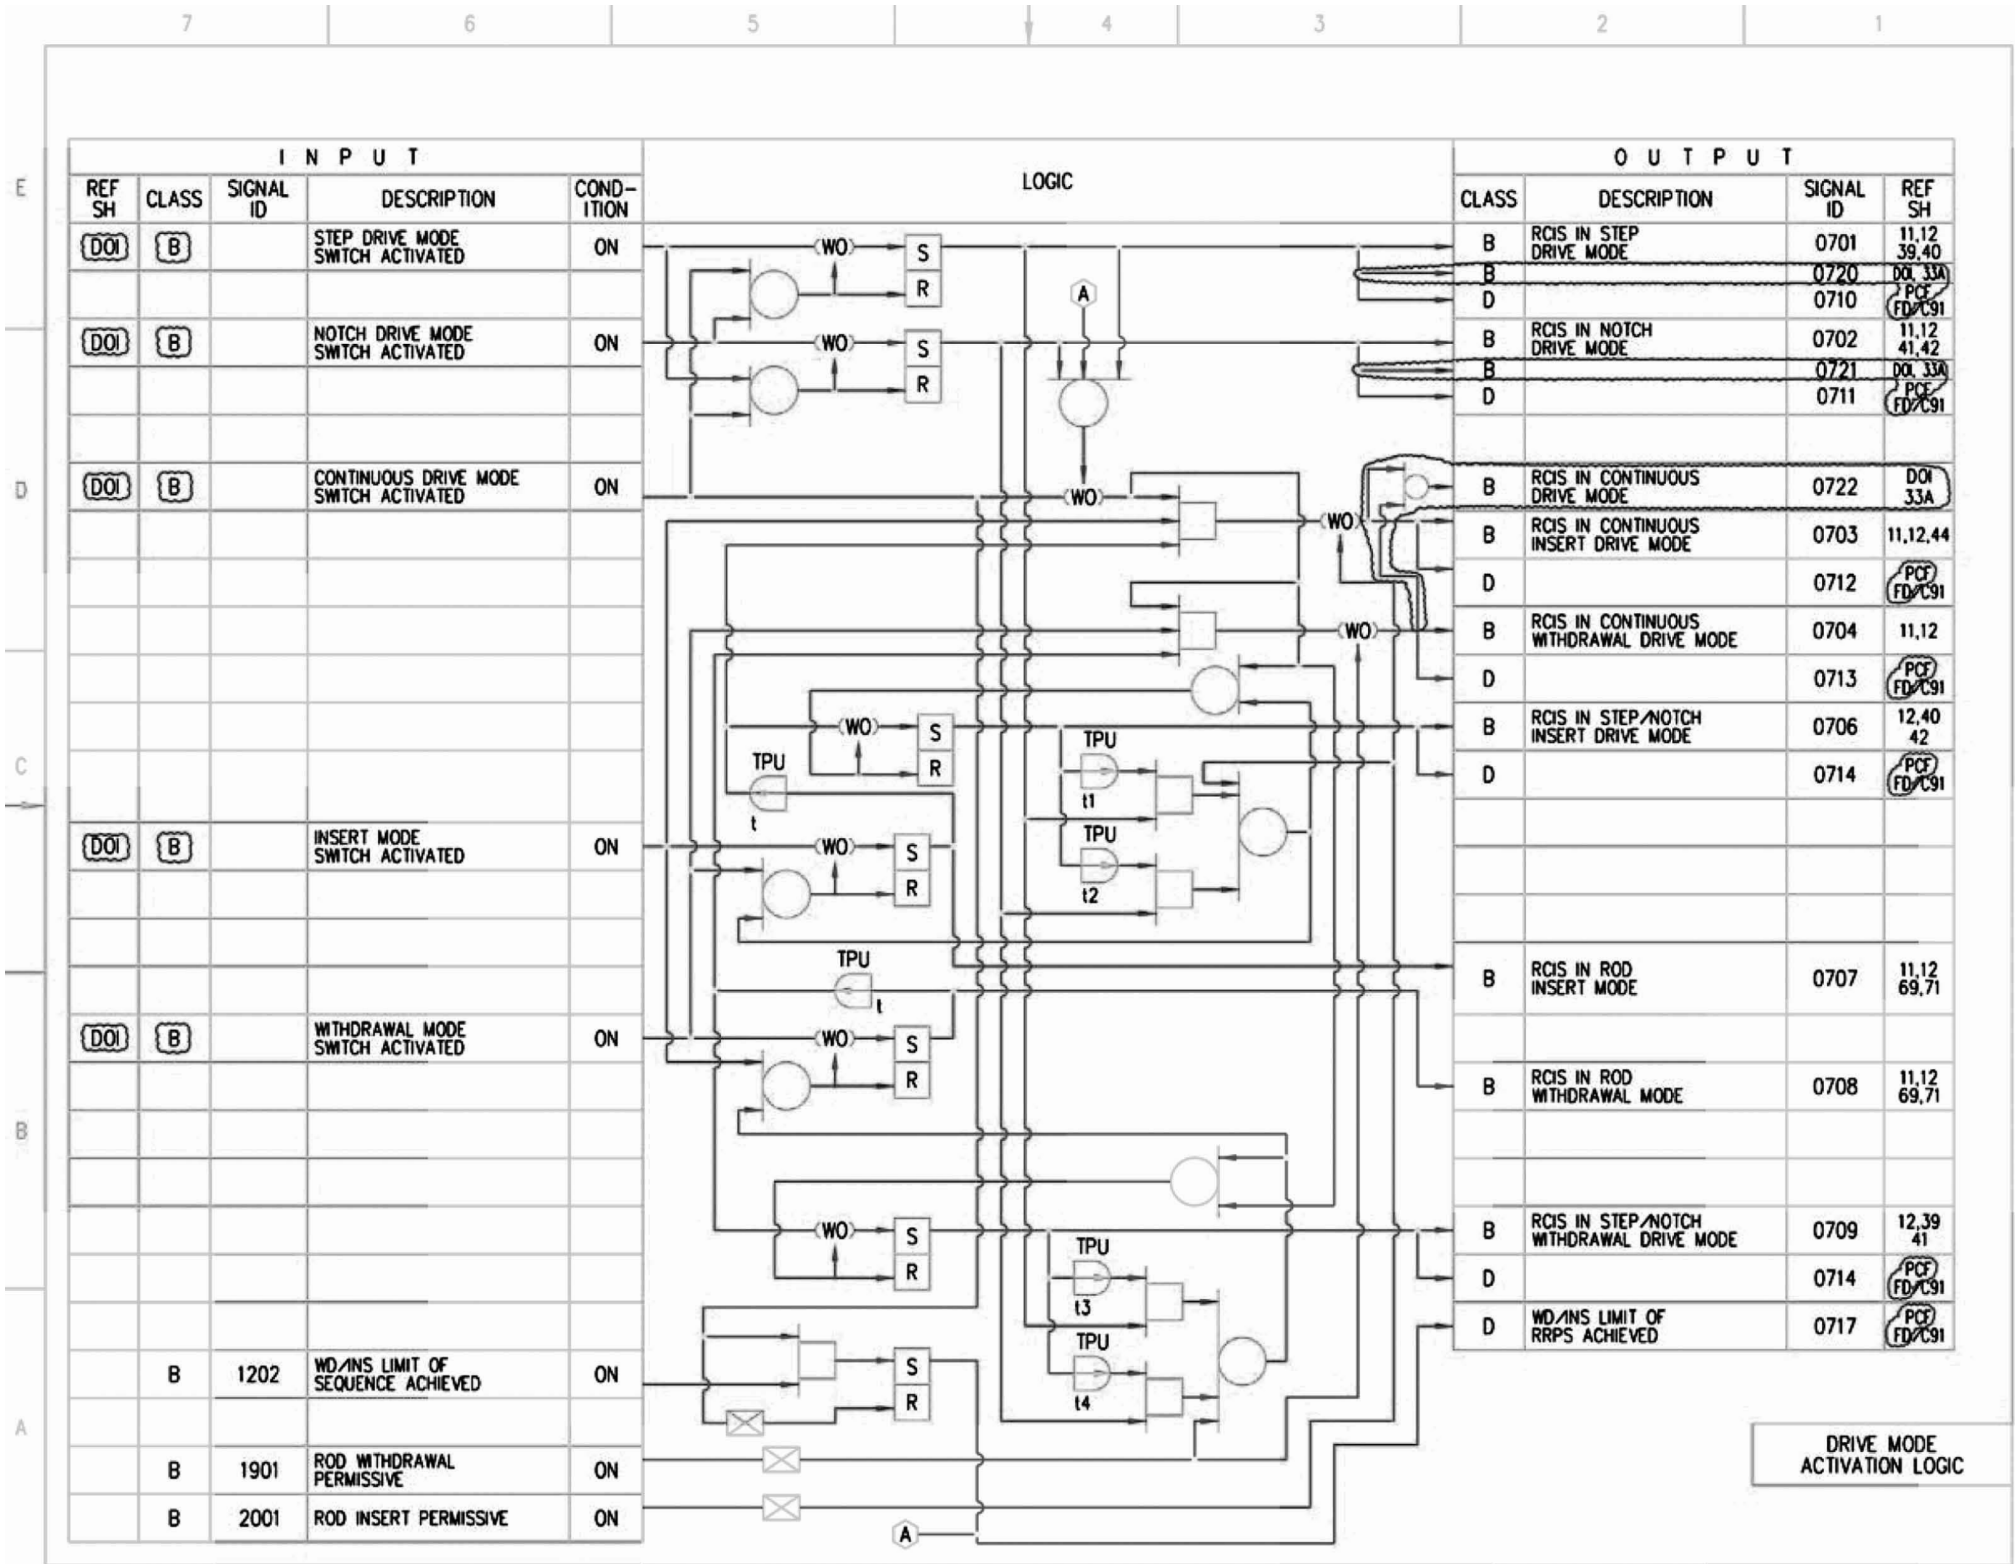 7 6 5 4 3 2 1
I N P U T
O U T P U T
E
REF SH
CLASS
SIGNAL ID
DESCRIPTION
COND-ITION
LOGIC
CLASS
DESCRIPTION
SIGNAL ID
REF SH
DOI B STEP DRIVE MODE
SWITCH ACTIVATED
ON
(WO)
S
R
B RCIS IN STEP
DRIVE MODE
0701 11,12
39,40
B 0720 DOI, 33A
D 0710 PCF
FD/C91
A
DOI B NOTCH DRIVE MODE
SWITCH ACTIVATED
ON
(WO)
S
R
B RCIS IN NOTCH
DRIVE MODE
0702 11,12
41,42
B 0721 DOI, 33A
D 0711 PCF
FD/C91
D
DOI B CONTINUOUS DRIVE MODE
SWITCH ACTIVATED
ON
(WO)
B RCIS IN CONTINUOUS
DRIVE MODE
0722 DOI
33A
(WO)
B RCIS IN CONTINUOUS
INSERT DRIVE MODE
0703 11,12,44
D 0712 PCF
FD/C91
(WO)
B RCIS IN CONTINUOUS
WITHDRAWAL DRIVE MODE
0704 11,12
D 0713 PCF
FD/C91
(WO)
S
R
B RCIS IN STEP/NOTCH
INSERT DRIVE MODE
0706 12,40
42
C
TPU
t
TPU
t1
D 0714 PCF
FD/C91
TPU
t2
DOI B INSERT MODE
SWITCH ACTIVATED
ON
(WO)
S
R
TPU
t
B RCIS IN ROD
INSERT MODE
0707 11,12
69,71
DOI B WITHDRAWAL MODE
SWITCH ACTIVATED
ON
(WO)
S
R
B RCIS IN ROD
WITHDRAWAL MODE
0708 11,12
69,71
B
(WO)
S
R
B RCIS IN STEP/NOTCH
WITHDRAWAL DRIVE MODE
0709 12,39
41
TPU
t3
D 0714 PCF
FD/C91
TPU
t4
D WD/INS LIMIT OF
RRPS ACHIEVED
0717 PCF
FD/C91
B 1202 WD/INS LIMIT OF
SEQUENCE ACHIEVED
ON
S
R
A
B 1901 ROD WITHDRAWAL
PERMISSIVE
ON
B 2001 ROD INSERT PERMISSIVE ON
A
DRIVE MODE
ACTIVATION LOGIC